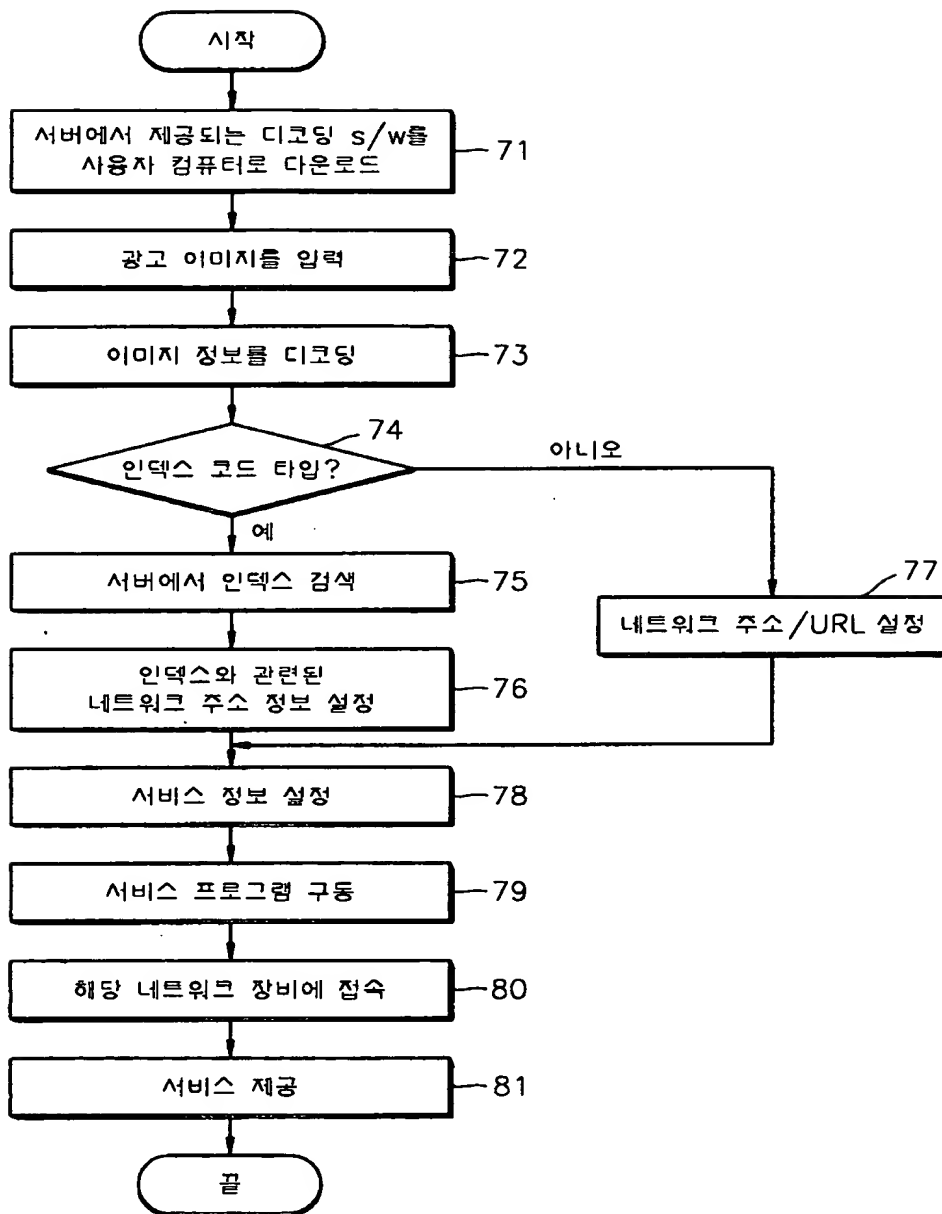 시작
서버에서 제공되는 디코딩 s/w를
사용자 컴퓨터로 다운로드
71
광고 이미지를 입력
72
이미지 정보를 디코딩
73
74
인덱스 코드 타입?
아니오
예
서버에서 인덱스 검색
75
77
네트워크 주소/URL 설정
인덱스와 관련된
네트워크 주소 정보 설정
76
서비스 정보 설정
78
서비스 프로그램 구동
79
해당 네트워크 장비에 접속
80
서비스 제공
81
끝